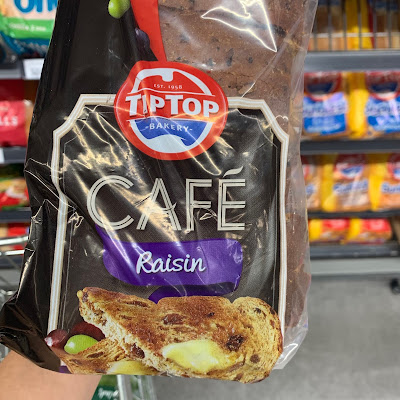 EST. 1958
TIP TOP
-BAKERY-
CAFÉ
Raisin